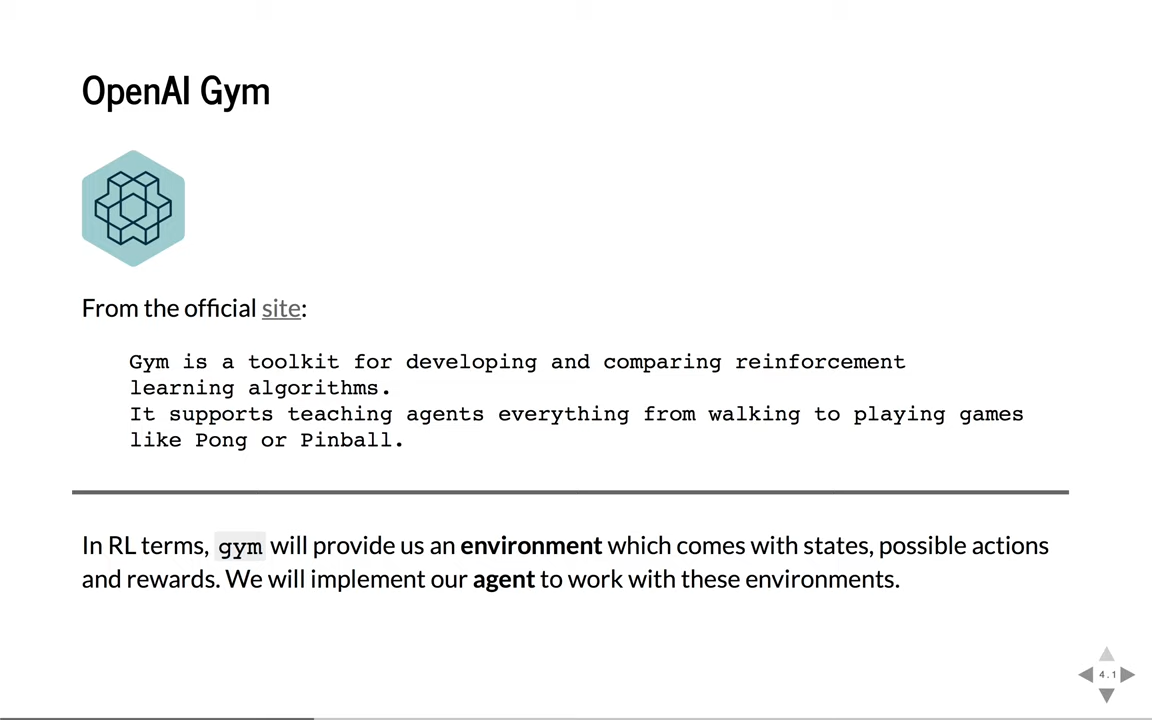 OpenAI Gym
From the official site:
Gym is a toolkit for developing and comparing reinforcement
learning algorithms.
It supports teaching agents everything from walking to playing games
like Pong or Pinball.
In RL terms, gym will provide us an environment which comes with states, possible actions
and rewards. We will implement our agent to work with these environments.
4.1